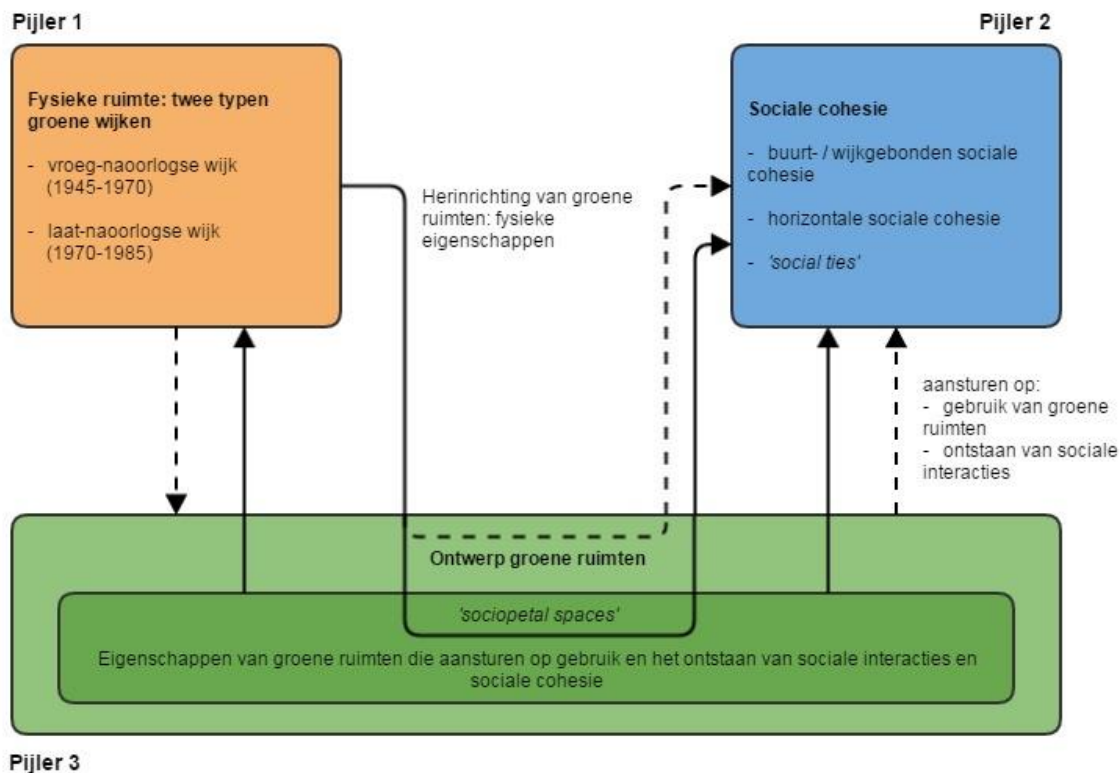 Pijler 1
Pijler 2
Fysieke ruimte: twee typen
groene wijken
- vroeg-naoorlogse wijk
(1945-1970)
- laat-naoorlogse wijk
(1970-1985)
Herinrichting van groene
ruimten: fysieke
eigenschappen
Sociale cohesie
- buurt- / wijkgebonden sociale
cohesie
- horizontale sociale cohesie
- 'social ties'
aansturen op:
- gebruik van groene
ruimten
- ontstaan van sociale
interacties
Ontwerp groene ruimten
'sociopetal spaces'
Eigenschappen van groene ruimten die aansturen op gebruik en het ontstaan van sociale interacties en
sociale cohesie
Pijler 3